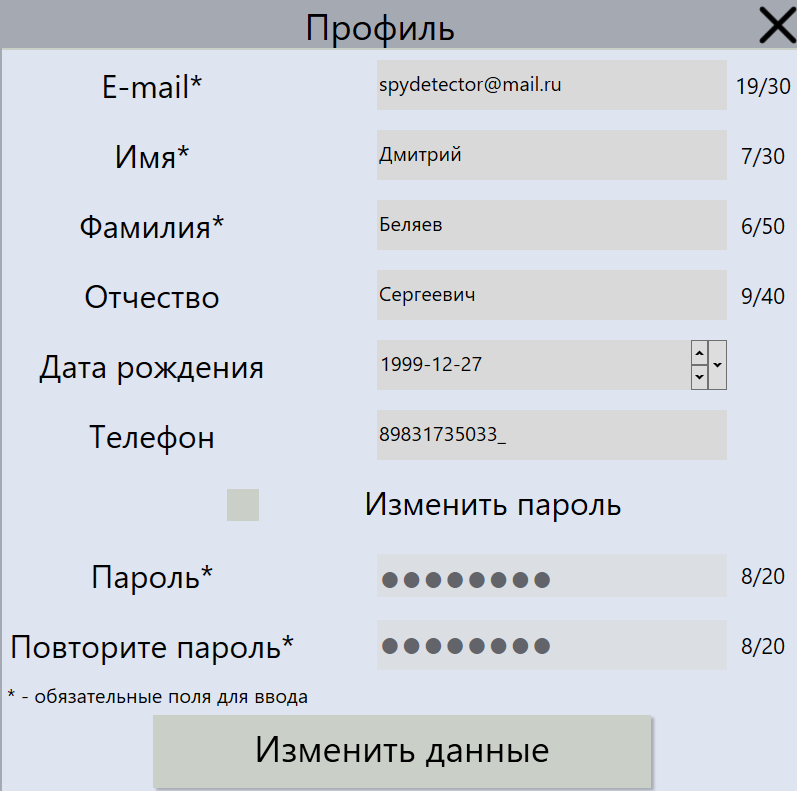 Профиль
E-mail* spydetector@mail.ru 19/30
Имя* Дмитрий 7/30
Фамилия* Беляев 6/50
Отчество Сергеевич 9/40
Дата рождения 1999-12-27
Телефон 89831735033_
Изменить пароль
Пароль* ●●●●●●●● 8/20
Повторите пароль* ●●●●●●●● 8/20
* - обязательные поля для ввода
Изменить данные